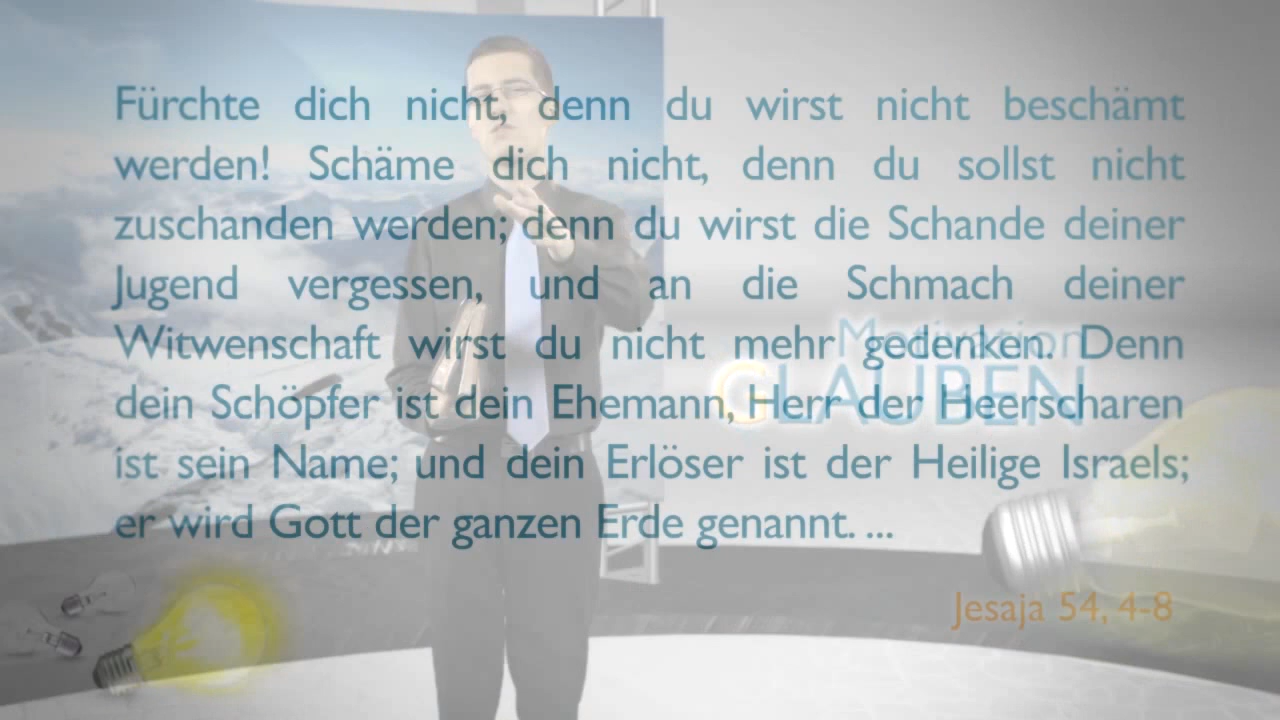 Fürchte dich nicht, denn du wirst nicht beschämt
werden! Schäme dich nicht, denn du sollst nicht
zuschanden werden; denn du wirst die Schande deiner
Jugend vergessen, und an die Schmach deiner
Witwenschaft wirst du nicht mehr gedenken. Denn
dein Schöpfer ist dein Ehemann, Herr der Heerscharen
ist sein Name; und dein Erlöser ist der Heilige Israels;
er wird Gott der ganzen Erde genannt. ...
Jesaja 54, 4-8
Motivation
GLAUBEN